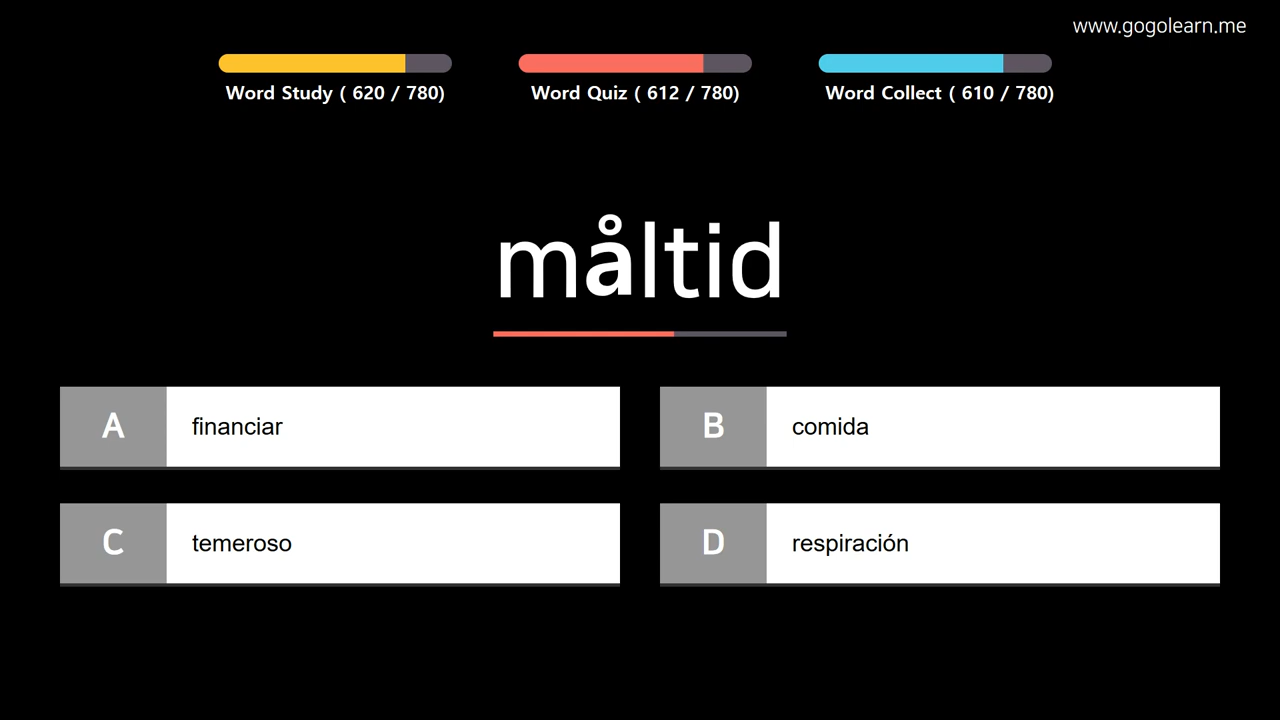 www.gogolearn.me
Word Study ( 620 / 780)
Word Quiz ( 612 / 780)
Word Collect ( 610 / 780)
måltid
A financiar
B comida
C temeroso
D respiración